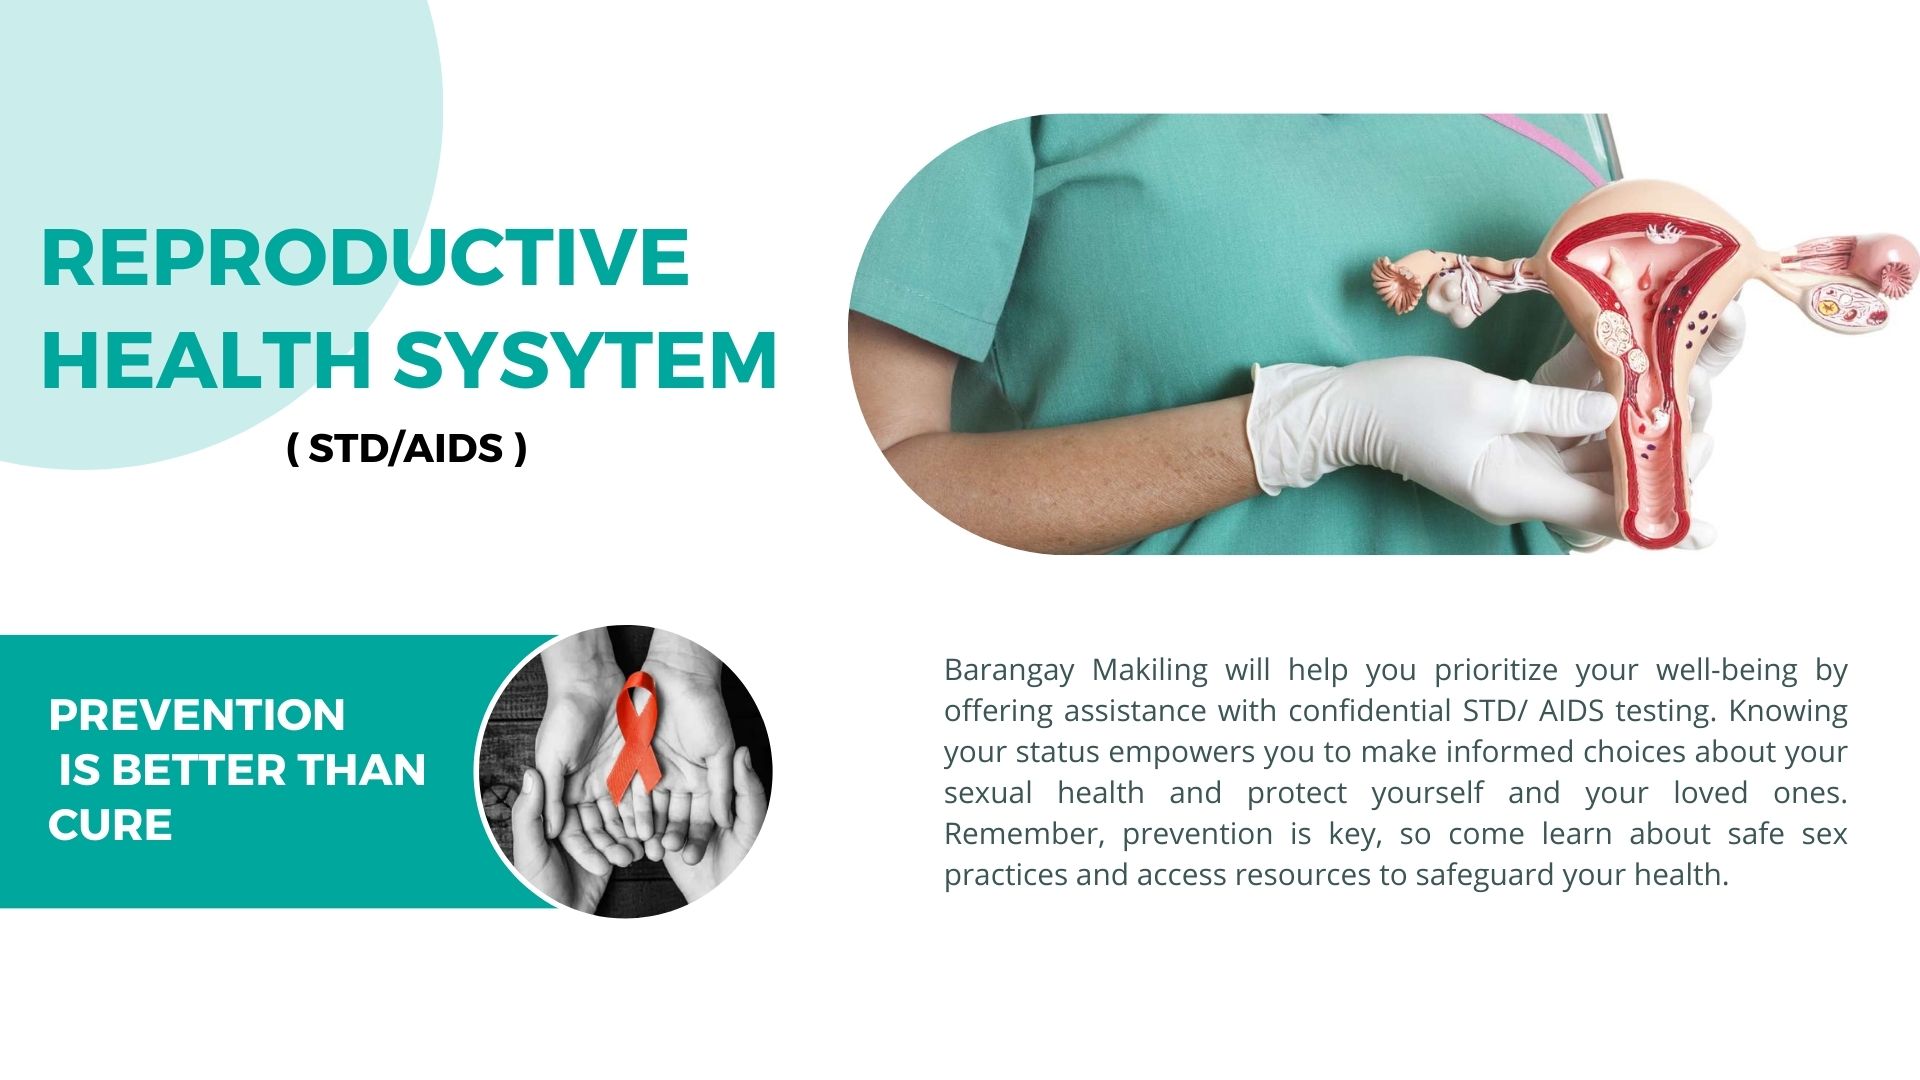 REPRODUCTIVE
HEALTH SYSYTEM
( STD/AIDS )
PREVENTION
IS BETTER THAN
CURE
Barangay Makiling will help you prioritize your well-being by
offering assistance with confidential STD/ AIDS testing. Knowing
your status empowers you to make informed choices about your
sexual health and protect yourself and your loved ones.
Remember, prevention is key, so come learn about safe sex
practices and access resources to safeguard your health.